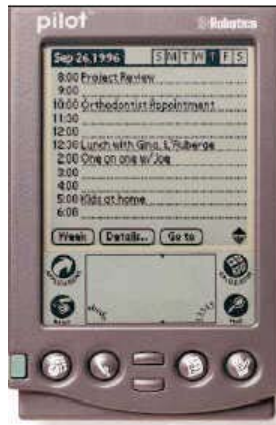 pilot
Robotics
Sep 26, 1996 S M T W T F S
8:00 Project Review
9:00
10:00 Orthodontist Appointment
11:30
12:00
12:30 Lunch with Gina, L'Auberge
2:00 One on one w/Joe
3:00
4:00
5:00 Kids at home
6:00
Week Details... Go to